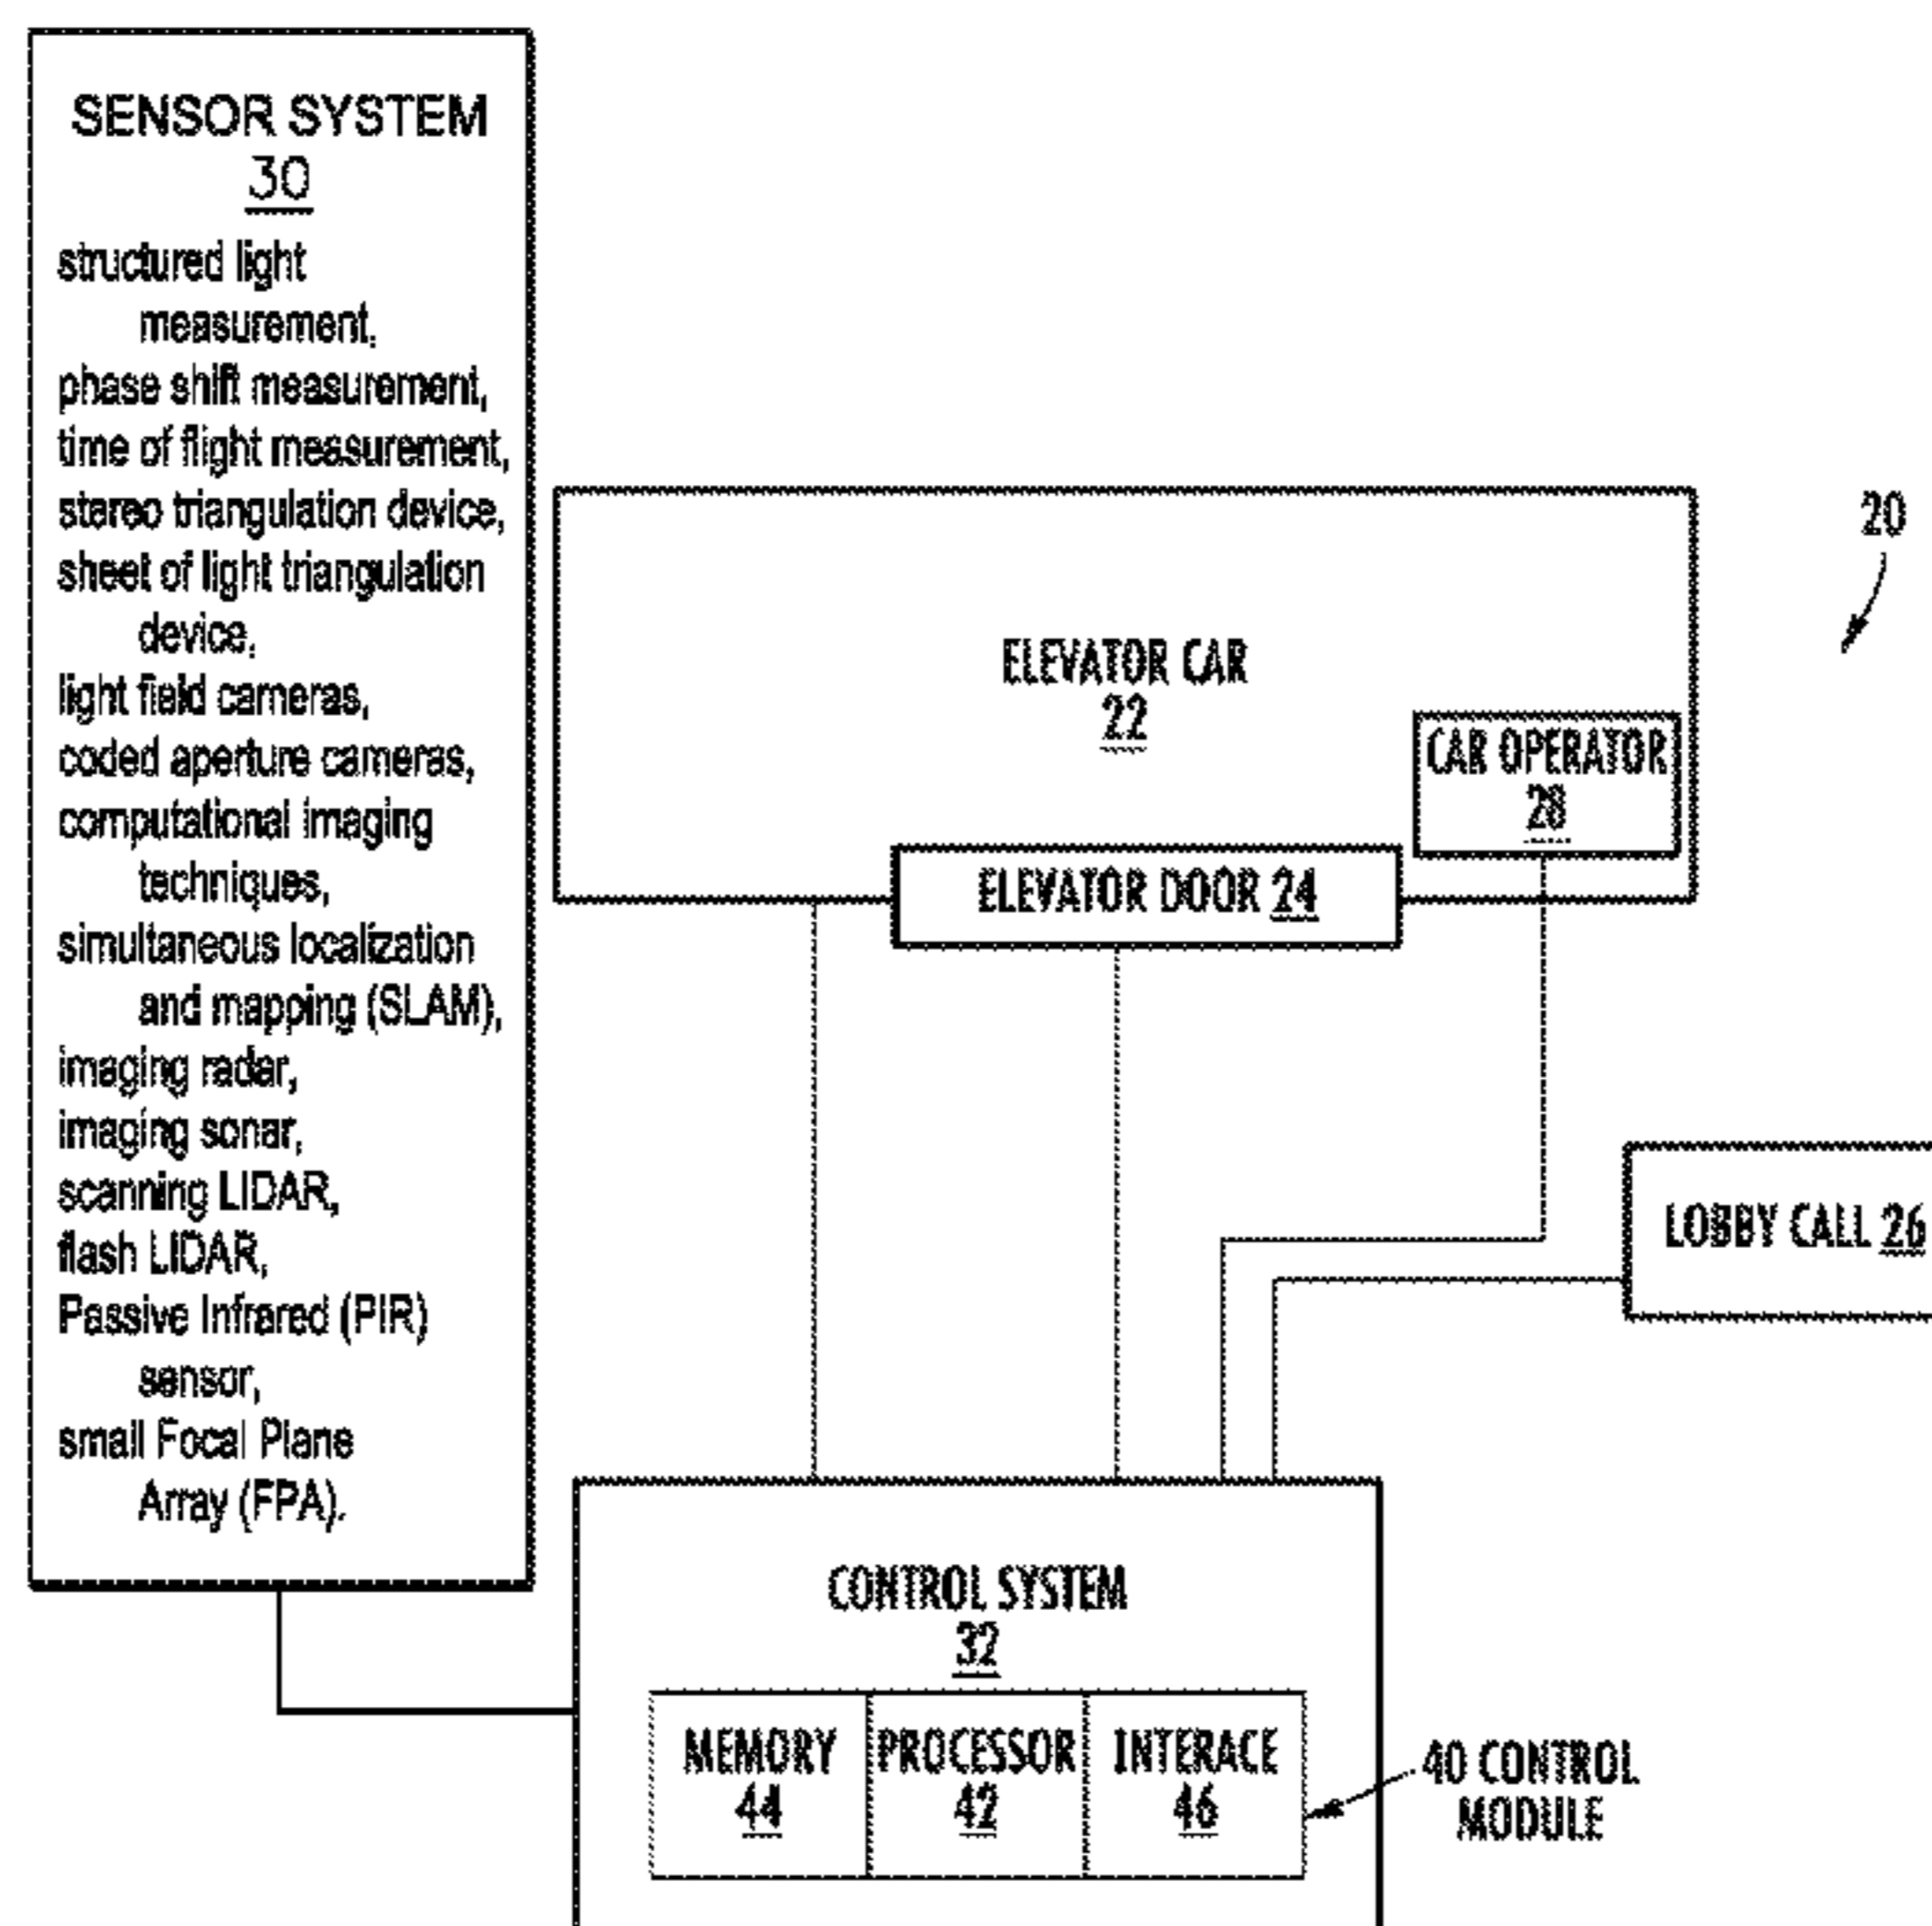 SENSOR SYSTEM
30
structured light
measurement,
phase shift measurement,
time of flight measurement,
stereo triangulation device,
sheet of light triangulation
device,
light field cameras,
coded aperture cameras,
computational imaging
techniques,
simultaneous localization
and mapping (SLAM),
imaging radar,
imaging sonar,
scanning LIDAR,
flash LIDAR,
Passive Infrared (PIR)
sensor,
small Focal Plane
Array (FPA).
20
ELEVATOR CAR
22
CAR OPERATOR
28
ELEVATOR DOOR 24
LOBBY CALL 26
CONTROL SYSTEM
32
MEMORY
44
PROCESSOR
42
INTERACE
46
40 CONTROL
MODULE